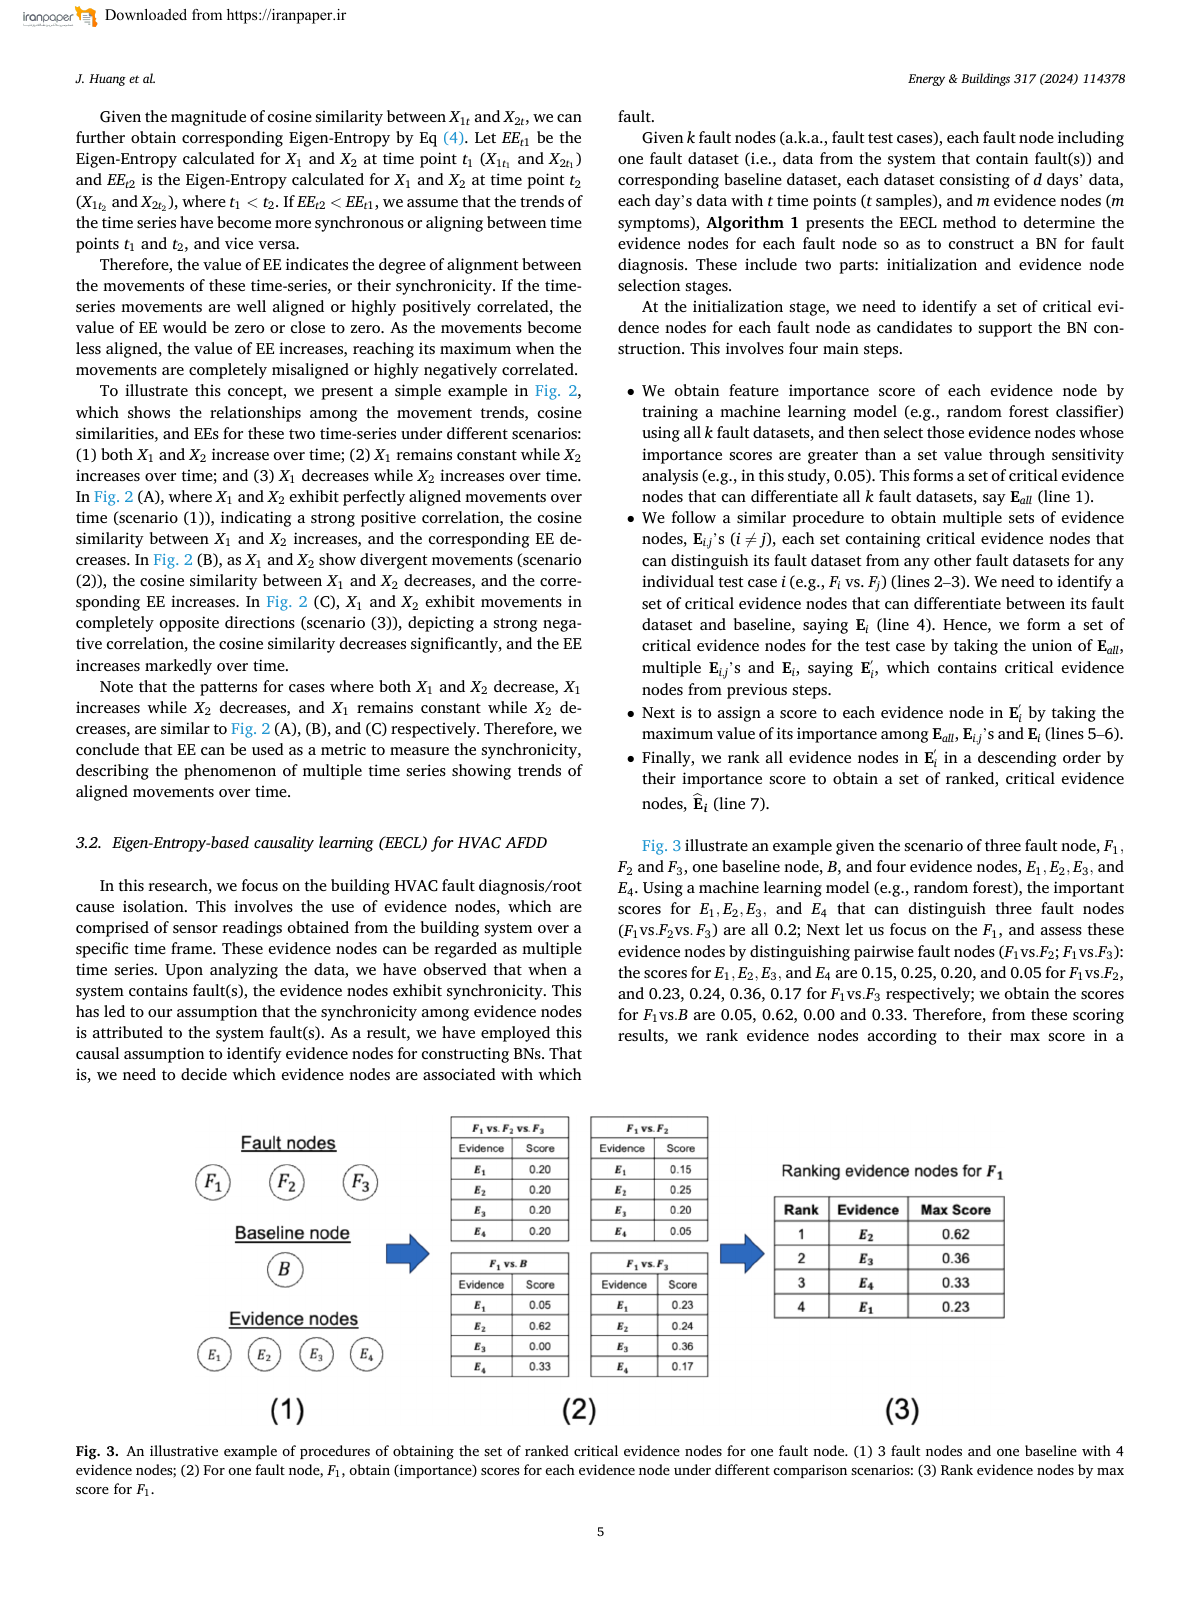 iranpaper
Downloaded from https://iranpaper.ir
J. Huang et al.
Energy & Buildings 317 (2024) 114378
Given the magnitude of cosine similarity between X1t and X2t, we can
further obtain corresponding Eigen-Entropy by Eq (4). Let EEt1 be the
Eigen-Entropy calculated for X1 and X2 at time point t1 (X1t1 and X2t1)
and EEt2 is the Eigen-Entropy calculated for X1 and X2 at time point t2
(X1t2 and X2t2), where t1 < t2. If EEt2 < EEt1, we assume that the trends of
the time series have become more synchronous or aligning between time
points t1 and t2, and vice versa.
Therefore, the value of EE indicates the degree of alignment between
the movements of these time-series, or their synchronicity. If the time-
series movements are well aligned or highly positively correlated, the
value of EE would be zero or close to zero. As the movements become
less aligned, the value of EE increases, reaching its maximum when the
movements are completely misaligned or highly negatively correlated.
To illustrate this concept, we present a simple example in Fig. 2,
which shows the relationships among the movement trends, cosine
similarities, and EEs for these two time-series under different scenarios:
(1) both X1 and X2 increase over time; (2) X1 remains constant while X2
increases over time; and (3) X1 decreases while X2 increases over time.
In Fig. 2 (A), where X1 and X2 exhibit perfectly aligned movements over
time (scenario (1)), indicating a strong positive correlation, the cosine
similarity between X1 and X2 increases, and the corresponding EE de-
creases. In Fig. 2 (B), as X1 and X2 show divergent movements (scenario
(2)), the cosine similarity between X1 and X2 decreases, and the corre-
sponding EE increases. In Fig. 2 (C), X1 and X2 exhibit movements in
completely opposite directions (scenario (3)), depicting a strong nega-
tive correlation, the cosine similarity decreases significantly, and the EE
increases markedly over time.
Note that the patterns for cases where both X1 and X2 decrease, X1
increases while X2 decreases, and X1 remains constant while X2 de-
creases, are similar to Fig. 2 (A), (B), and (C) respectively. Therefore, we
conclude that EE can be used as a metric to measure the synchronicity,
describing the phenomenon of multiple time series showing trends of
aligned movements over time.
3.2. Eigen-Entropy-based causality learning (EECL) for HVAC AFDD
In this research, we focus on the building HVAC fault diagnosis/root
cause isolation. This involves the use of evidence nodes, which are
comprised of sensor readings obtained from the building system over a
specific time frame. These evidence nodes can be regarded as multiple
time series. Upon analyzing the data, we have observed that when a
system contains fault(s), the evidence nodes exhibit synchronicity. This
has led to our assumption that the synchronicity among evidence nodes
is attributed to the system fault(s). As a result, we have employed this
causal assumption to identify evidence nodes for constructing BNs. That
is, we need to decide which evidence nodes are associated with which
fault.
Given k fault nodes (a.k.a., fault test cases), each fault node including
one fault dataset (i.e., data from the system that contain fault(s)) and
corresponding baseline dataset, each dataset consisting of d days' data,
each day's data with t time points (t samples), and m evidence nodes (m
symptoms), Algorithm 1 presents the EECL method to determine the
evidence nodes for each fault node so as to construct a BN for fault
diagnosis. These include two parts: initialization and evidence node
selection stages.
At the initialization stage, we need to identify a set of critical evi-
dence nodes for each fault node as candidates to support the BN con-
struction. This involves four main steps.
• We obtain feature importance score of each evidence node by
training a machine learning model (e.g., random forest classifier)
using all k fault datasets, and then select those evidence nodes whose
importance scores are greater than a set value through sensitivity
analysis (e.g., in this study, 0.05). This forms a set of critical evidence
nodes that can differentiate all k fault datasets, say Eall (line 1).
• We follow a similar procedure to obtain multiple sets of evidence
nodes, Ei,j's (i ≠ j), each set containing critical evidence nodes that
can distinguish its fault dataset from any other fault datasets for any
individual test case i (e.g., Fi vs. Fj) (lines 2–3). We need to identify a
set of critical evidence nodes that can differentiate between its fault
dataset and baseline, saying Ei (line 4). Hence, we form a set of
critical evidence nodes for the test case by taking the union of Eall,
multiple Ei,j's and Ei, saying E′i, which contains critical evidence
nodes from previous steps.
• Next is to assign a score to each evidence node in E′i by taking the
maximum value of its importance among Eall, Ei,j's and Ei (lines 5–6).
• Finally, we rank all evidence nodes in E′i in a descending order by
their importance score to obtain a set of ranked, critical evidence
nodes, Êi (line 7).
Fig. 3 illustrate an example given the scenario of three fault node, F1,
F2 and F3, one baseline node, B, and four evidence nodes, E1, E2, E3, and
E4. Using a machine learning model (e.g., random forest), the important
scores for E1, E2, E3, and E4 that can distinguish three fault nodes
(F1vs.F2vs. F3) are all 0.2; Next let us focus on the F1, and assess these
evidence nodes by distinguishing pairwise fault nodes (F1vs.F2; F1vs.F3):
the scores for E1, E2, E3, and E4 are 0.15, 0.25, 0.20, and 0.05 for F1vs.F2,
and 0.23, 0.24, 0.36, 0.17 for F1vs.F3 respectively; we obtain the scores
for F1vs.B are 0.05, 0.62, 0.00 and 0.33. Therefore, from these scoring
results, we rank evidence nodes according to their max score in a
Fault nodes
F1 F2 F3
Baseline node
B
Evidence nodes
E1 E2 E3 E4
(1)
F1 vs. F2 vs. F3
Evidence Score
E1 0.20
E2 0.20
E3 0.20
E4 0.20
F1 vs. F2
Evidence Score
E1 0.15
E2 0.25
E3 0.20
E4 0.05
F1 vs. B
Evidence Score
E1 0.05
E2 0.62
E3 0.00
E4 0.33
F1 vs. F3
Evidence Score
E1 0.23
E2 0.24
E3 0.36
E4 0.17
(2)
Ranking evidence nodes for F1
Rank Evidence Max Score
1 E2 0.62
2 E3 0.36
3 E4 0.33
4 E1 0.23
(3)
Fig. 3. An illustrative example of procedures of obtaining the set of ranked critical evidence nodes for one fault node. (1) 3 fault nodes and one baseline with 4
evidence nodes; (2) For one fault node, F1, obtain (importance) scores for each evidence node under different comparison scenarios: (3) Rank evidence nodes by max
score for F1.
5